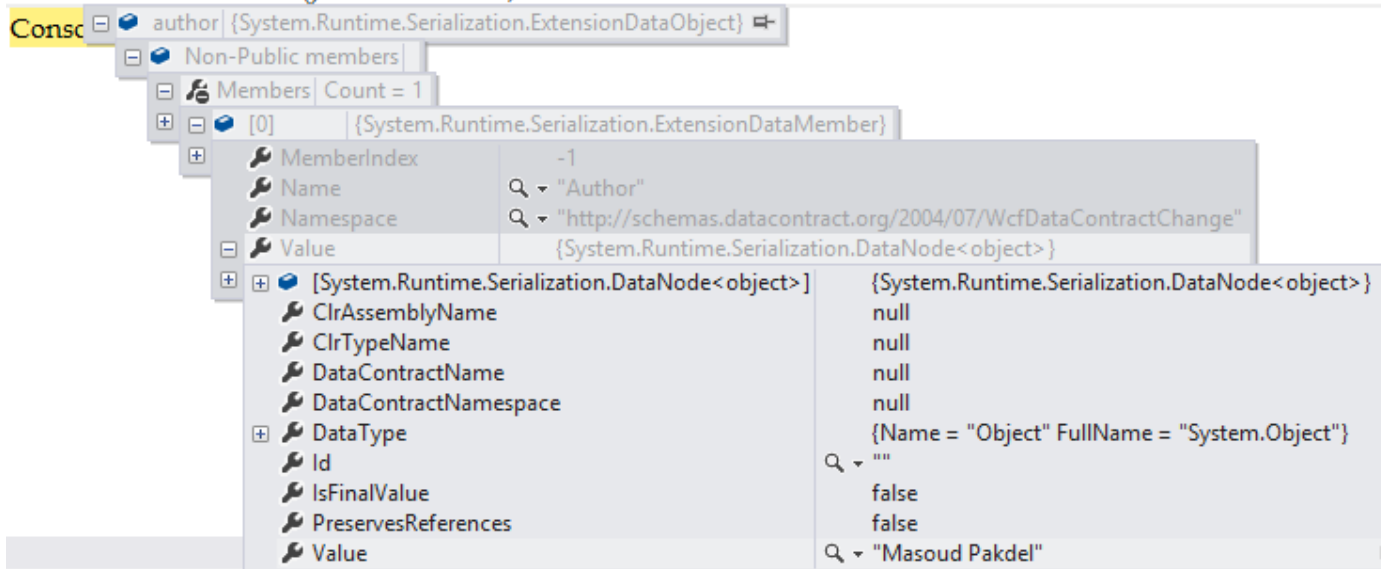 Consc author {System.Runtime.Serialization.ExtensionDataObject}
Non-Public members
Members Count = 1
[0] {System.Runtime.Serialization.ExtensionDataMember}
MemberIndex -1
Name "Author"
Namespace "http://schemas.datacontract.org/2004/07/WcfDataContractChange"
Value {System.Runtime.Serialization.DataNode<object>}
[System.Runtime.Serialization.DataNode<object>] {System.Runtime.Serialization.DataNode<object>}
ClrAssemblyName null
ClrTypeName null
DataContractName null
DataContractNamespace null
DataType {Name = "Object" FullName = "System.Object"}
Id ""
IsFinalValue false
PreservesReferences false
Value "Masoud Pakdel"